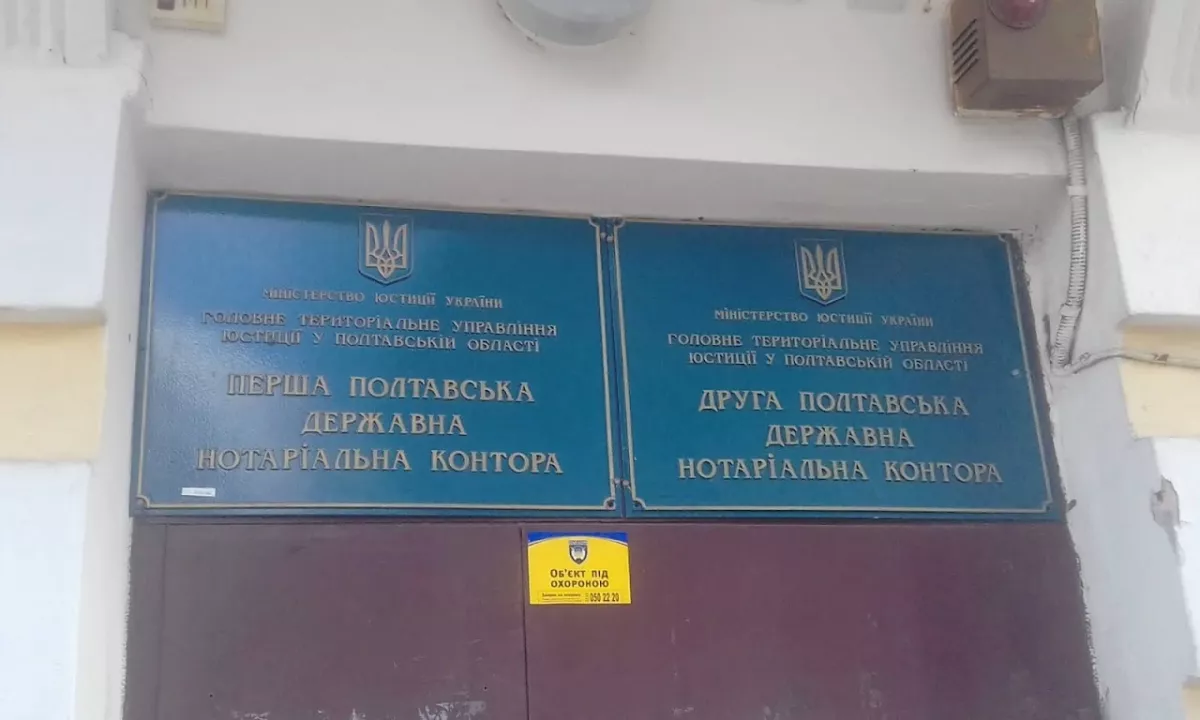 МІНІСТЕРСТВО ЮСТИЦІЇ УКРАЇНИ
ГОЛОВНЕ ТЕРИТОРІАЛЬНЕ УПРАВЛІННЯ
ЮСТИЦІЇ У ПОЛТАВСЬКІЙ ОБЛАСТІ
ПЕРША ПОЛТАВСЬКА
ДЕРЖАВНА
НОТАРІАЛЬНА КОНТОРА
МІНІСТЕРСТВО ЮСТИЦІЇ УКРАЇНИ
ГОЛОВНЕ ТЕРИТОРІАЛЬНЕ УПРАВЛІННЯ
ЮСТИЦІЇ У ПОЛТАВСЬКІЙ ОБЛАСТІ
ДРУГА ПОЛТАВСЬКА
ДЕРЖАВНА
НОТАРІАЛЬНА КОНТОРА
ОБ'ЄКТ ПІД
ОХОРОНОЮ
050 22 20